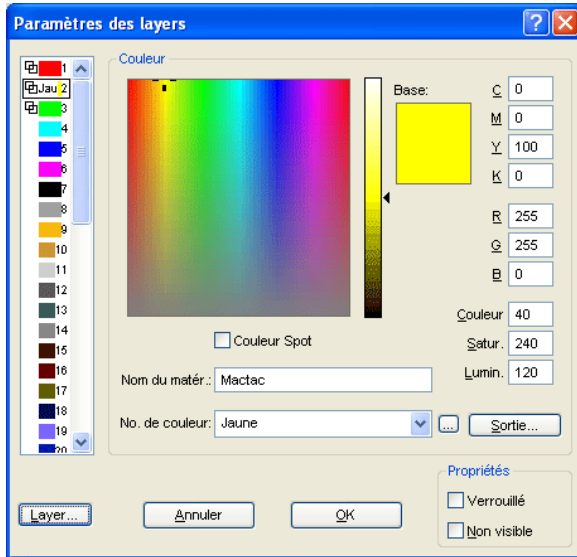 Paramètres des layers
Couleur
1
Jau 2
3
4
5
6
7
8
9
10
11
12
13
14
15
16
17
18
19
20
Base:
C 0
M 0
Y 100
K 0
R 255
G 255
B 0
Couleur 40
Satur. 240
Lumin. 120
Couleur Spot
Nom du matér.: Mactac
No. de couleur: Jaune
... Sortie...
Propriétés
Verrouillé
Non visible
Layer... Annuler OK